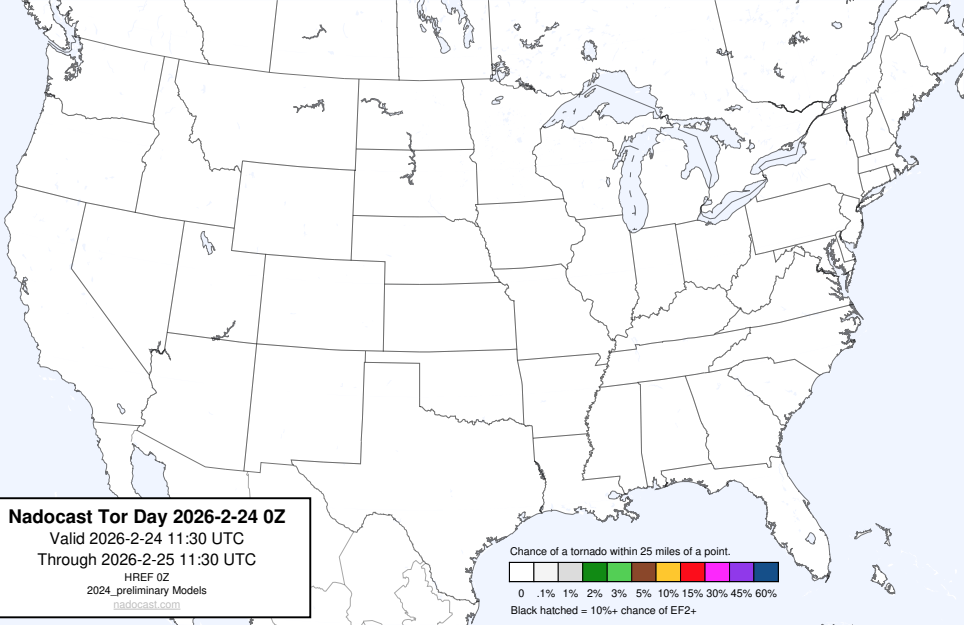 Nadocast Tor Day 2026-2-24 0Z
Valid 2026-2-24 11:30 UTC
Through 2026-2-25 11:30 UTC
HREF 0Z
2024_preliminary Models
nadocast.com
Chance of a tornado within 25 miles of a point.
0 .1% 1% 2% 3% 5% 10% 15% 30% 45% 60%
Black hatched = 10%+ chance of EF2+